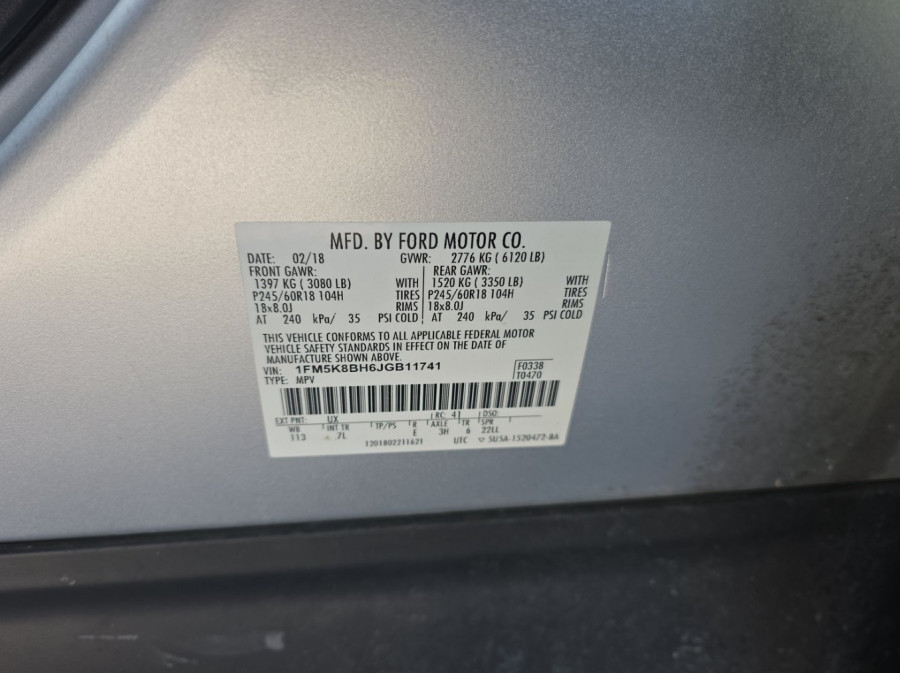 MFD. BY FORD MOTOR CO.
DATE: 02/18 GVWR: 2776 KG ( 6120 LB)
FRONT GAWR: REAR GAWR:
1397 KG ( 3080 LB) WITH 1520 KG ( 3350 LB) WITH
P245/60R18 104H TIRES P245/60R18 104H TIRES
18x8.0J RIMS 18x8.0J RIMS
AT 240 kPa/ 35 PSI COLD AT 240 kPa/ 35 PSI COLD
THIS VEHICLE CONFORMS TO ALL APPLICABLE FEDERAL MOTOR
VEHICLE SAFETY STANDARDS IN EFFECT ON THE DATE OF
MANUFACTURE SHOWN ABOVE.
VIN: 1FM5K8BH6JGB11741 F0338
TYPE: MPV T0470
EXT PNT: UX RC: 41 DSO:
WB INT TR TP/PS R AXLE TR SPR
113 7L E 3H 6 22LL
1201802211621 UTC ▽ SU5A-1520472-BA